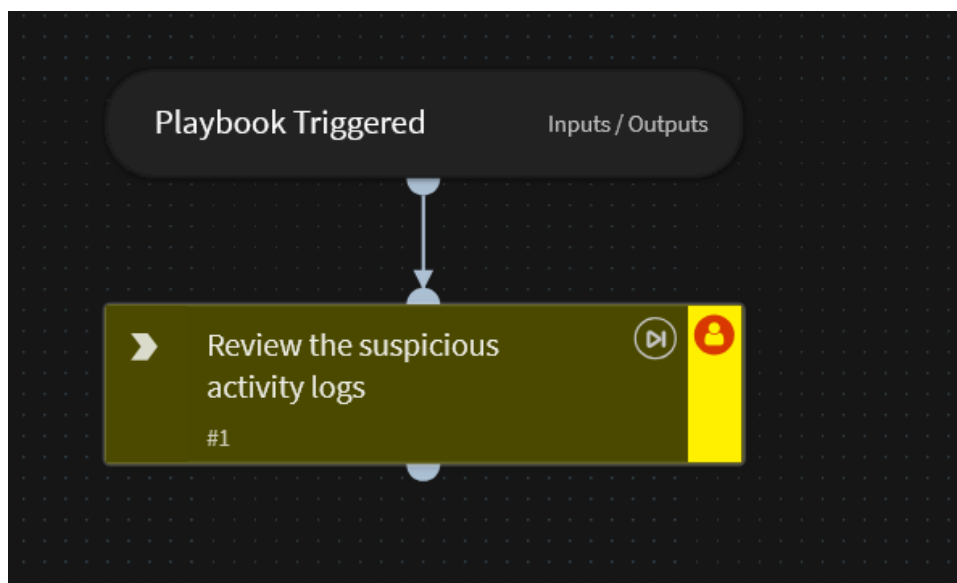 Playbook Triggered
Inputs / Outputs
Review the suspicious
activity logs
#1